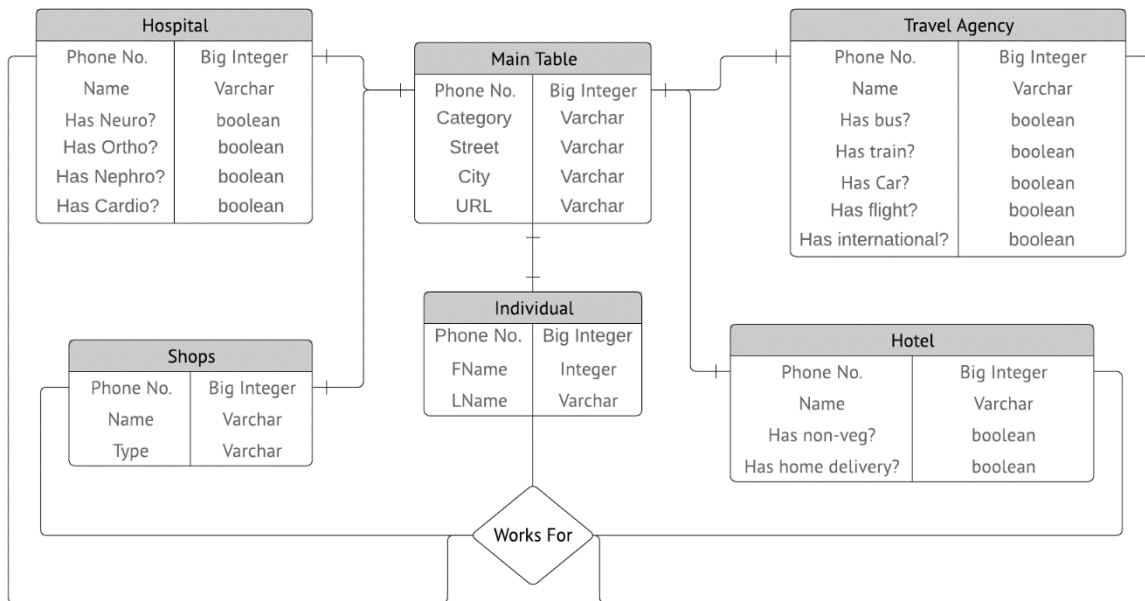 Hospital
Phone No. Big Integer
Name Varchar
Has Neuro? boolean
Has Ortho? boolean
Has Nephro? boolean
Has Cardio? boolean
Main Table
Phone No. Big Integer
Category Varchar
Street Varchar
City Varchar
URL Varchar
Travel Agency
Phone No. Big Integer
Name Varchar
Has bus? boolean
Has train? boolean
Has Car? boolean
Has flight? boolean
Has international? boolean
Shops
Phone No. Big Integer
Name Varchar
Type Varchar
Individual
Phone No. Big Integer
FName Integer
LName Varchar
Hotel
Phone No. Big Integer
Name Varchar
Has non-veg? boolean
Has home delivery? boolean
Works For